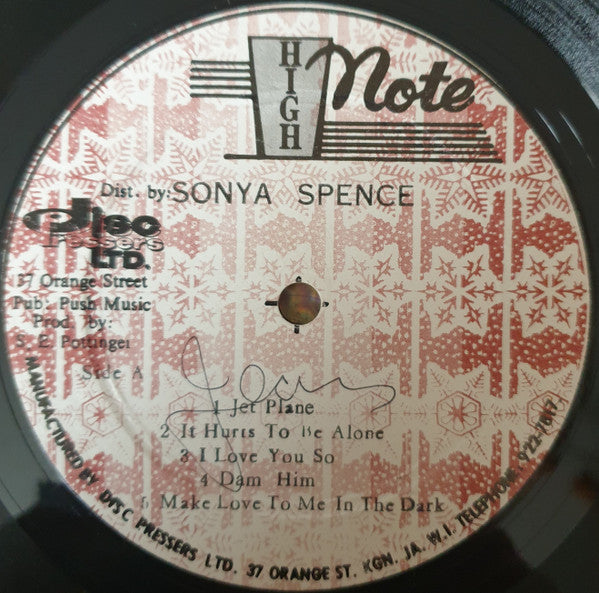 HIGH Note
Dist. by: SONYA SPENCE
Disc
Pressers
LTD.
37 Orange Street
Pub: Push Music
Prod by:
S. E. Pottinger
Side A
1 Jet Plane
2 It Hurts To Be Alone
3 I Love You So
4 Dam Him
5 Make Love To Me In The Dark
MANUFACTURED BY DISC PRESSERS LTD. 37 ORANGE ST. KGN. JA. W.I. TELEPHONE: 922-7667